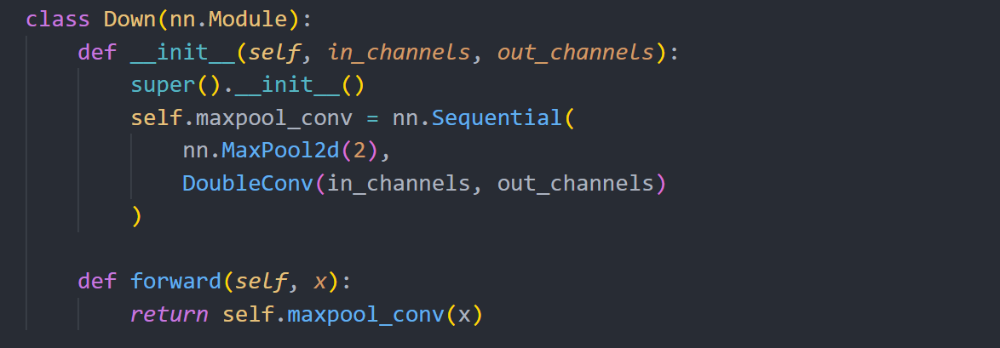 class Down(nn.Module):
    def __init__(self, in_channels, out_channels):
        super().__init__()
        self.maxpool_conv = nn.Sequential(
            nn.MaxPool2d(2),
            DoubleConv(in_channels, out_channels)
        )
    def forward(self, x):
        return self.maxpool_conv(x)